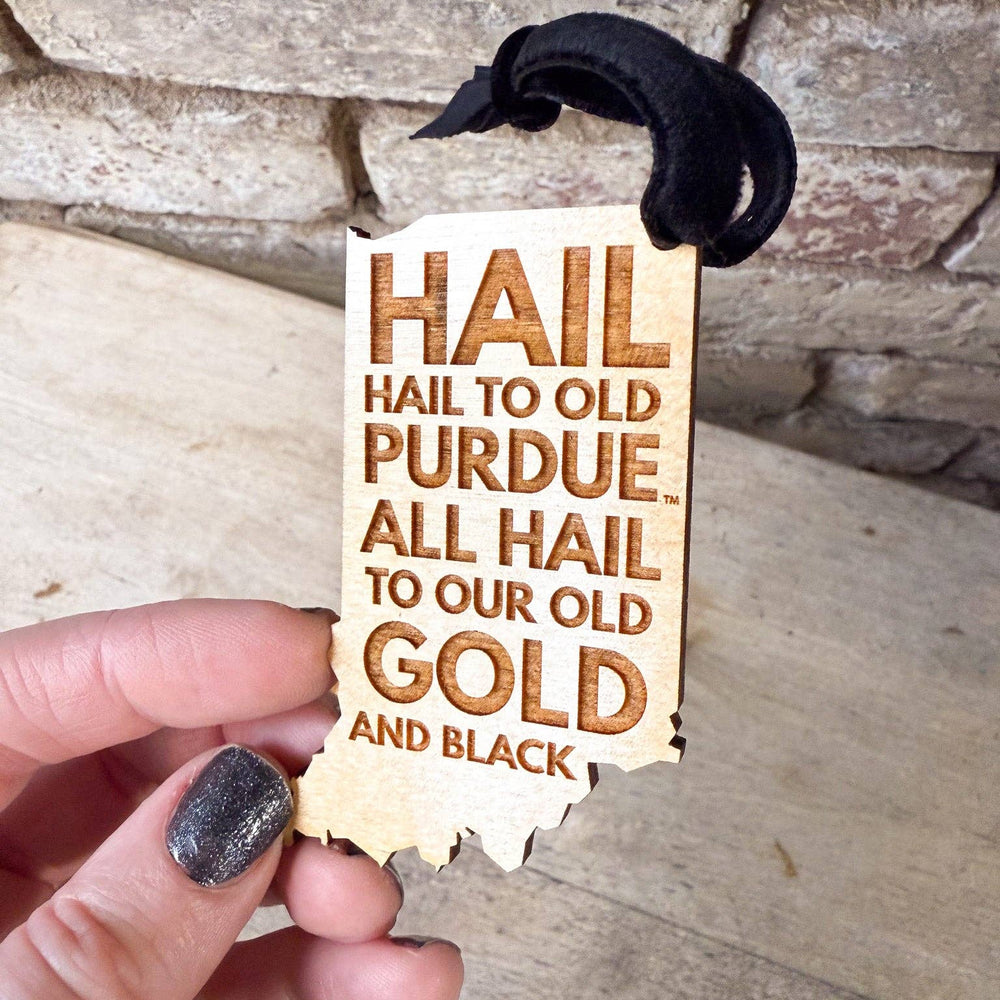 HAIL
HAIL TO OLD
PURDUE™
ALL HAIL
TO OUR OLD
GOLD
AND BLACK